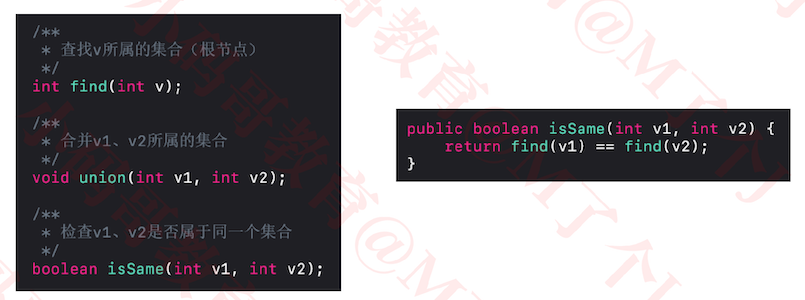 /**
 * 查找v所属的集合（根节点）
 */
int find(int v);
/**
 * 合并v1、v2所属的集合
 */
void union(int v1, int v2);
/**
 * 检查v1、v2是否属于同一个集合
 */
boolean isSame(int v1, int v2);
public boolean isSame(int v1, int v2) {
    return find(v1) == find(v2);
}
小码哥教育@M了个J